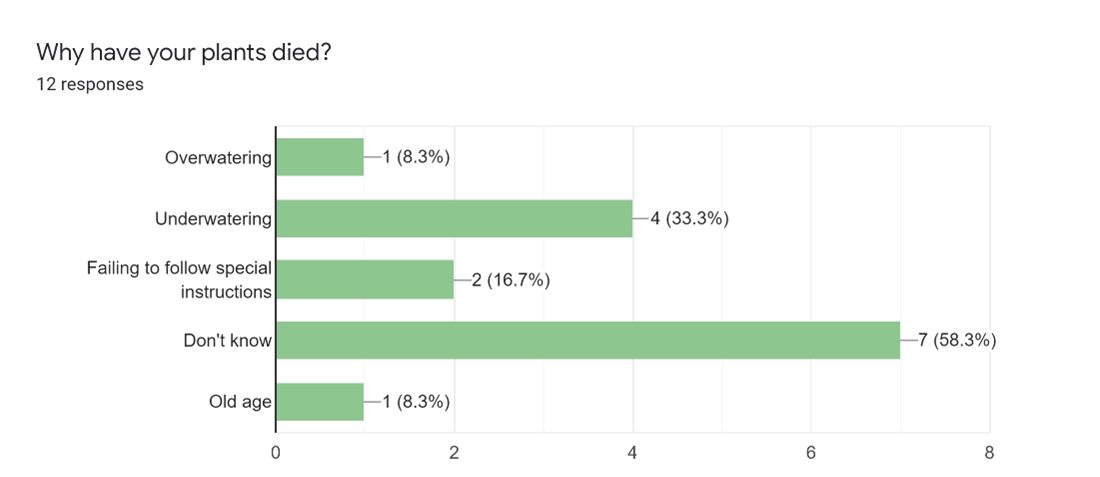 Why have your plants died?
12 responses
Overwatering
1 (8.3%)
Underwatering
4 (33.3%)
Failing to follow special
instructions
2 (16.7%)
Don't know
7 (58.3%)
Old age
1 (8.3%)
0 2 4 6 8